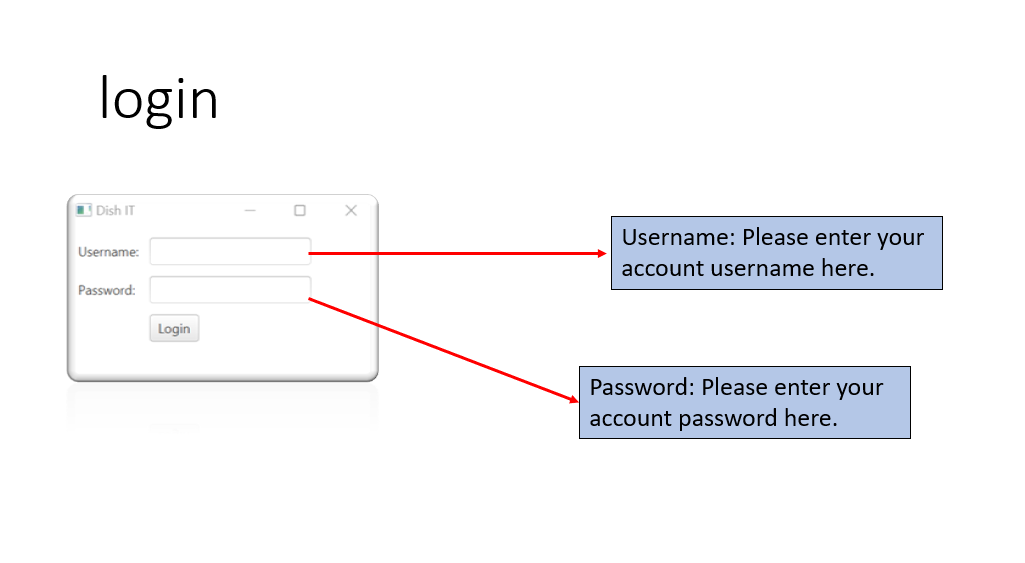 login
Dish IT
Username:
Password:
Login
Username: Please enter your
account username here.
Password: Please enter your
account password here.